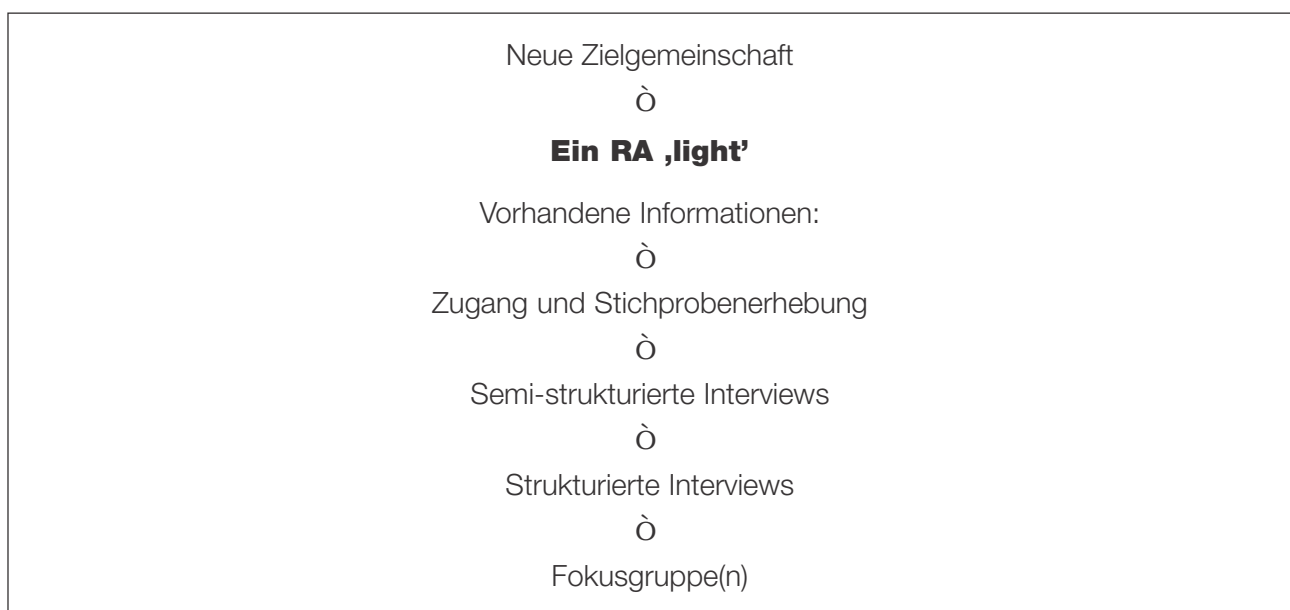 Neue Zielgemeinschaft
Ò
Ein RA ‚light’
Vorhandene Informationen:
Ò
Zugang und Stichprobenerhebung
Ò
Semi-strukturierte Interviews
Ò
Strukturierte Interviews
Ò
Fokusgruppe(n)